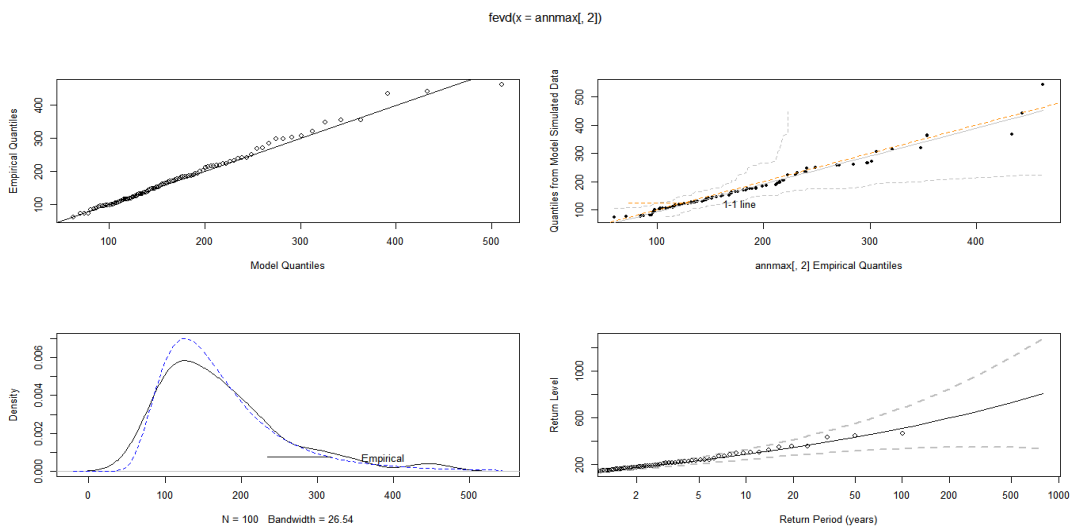 fevd(x = annmax[, 2])
Empirical Quantiles
400
300
200
100
100 200 300 400 500
Model Quantiles
Quantiles from Model Simulated Data
500
400
300
200
100
1-1 line
100 200 300 400
annmax[, 2] Empirical Quantiles
Density
0.006
0.004
0.002
0.000
Empirical
0 100 200 300 400 500
N = 100 Bandwidth = 26.54
Return Level
1000
600
200
2 5 10 20 50 100 200 500 1000
Return Period (years)